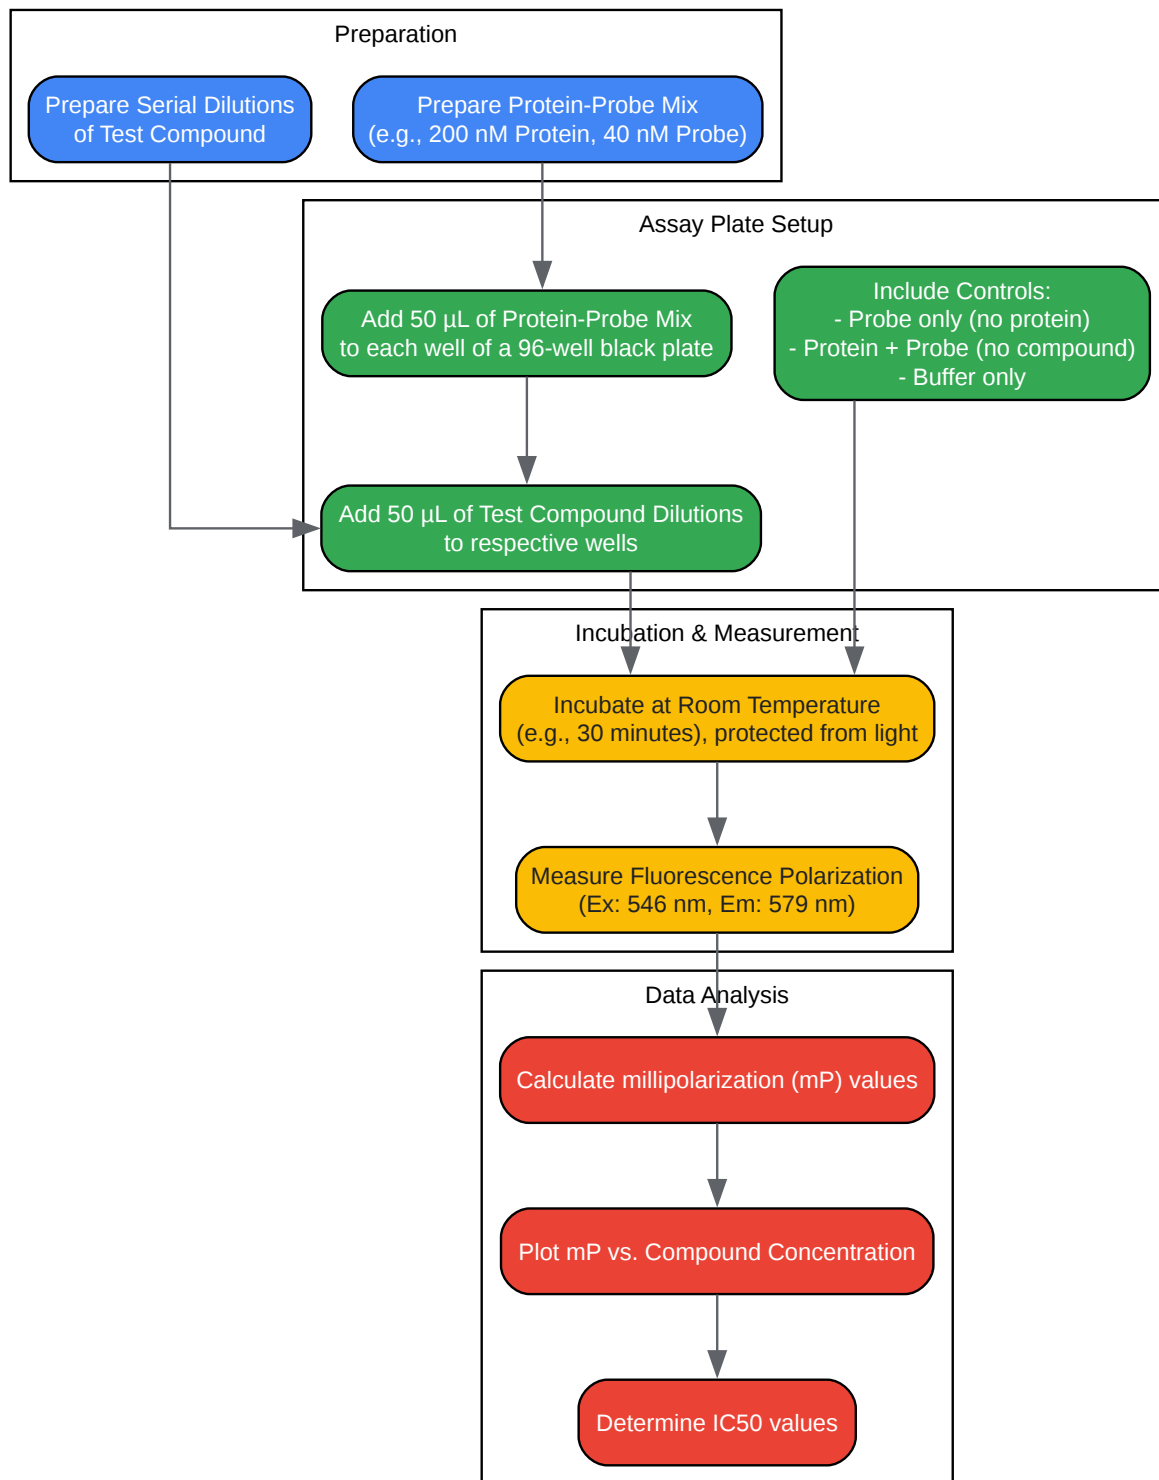 Preparation
Prepare Serial Dilutions
of Test Compound
Prepare Protein-Probe Mix
(e.g., 200 nM Protein, 40 nM Probe)
Assay Plate Setup
Add 50 µL of Protein-Probe Mix
to each well of a 96-well black plate
Include Controls:
- Probe only (no protein)
- Protein + Probe (no compound)
- Buffer only
Add 50 µL of Test Compound Dilutions
to respective wells
Incubation & Measurement
Incubate at Room Temperature
(e.g., 30 minutes), protected from light
Measure Fluorescence Polarization
(Ex: 546 nm, Em: 579 nm)
Data Analysis
Calculate millipolarization (mP) values
Plot mP vs. Compound Concentration
Determine IC50 values